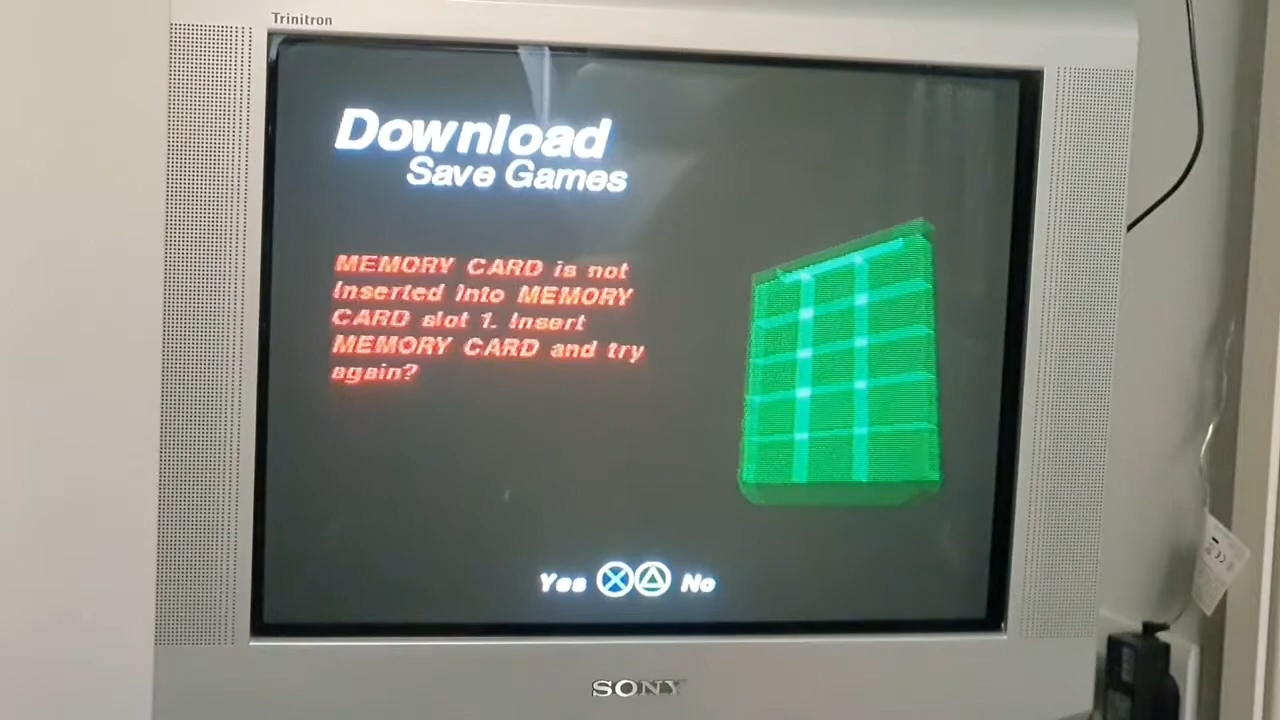 Trinitron
Download
Save Games
MEMORY CARD is not
inserted into MEMORY
CARD slot 1. Insert
MEMORY CARD and try
again?
Yes No
SONY